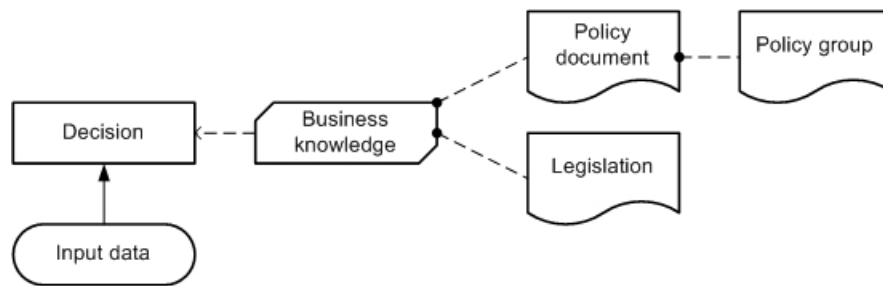 Policy
document
Policy group
Decision
Business
knowledge
Legislation
Input data